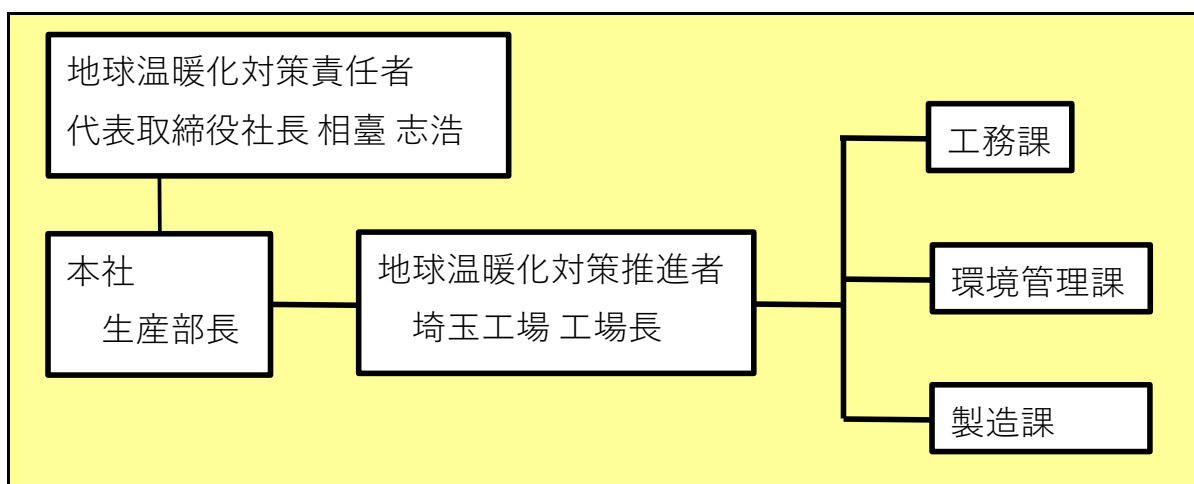 地球温暖化対策責任者
代表取締役社長 相臺 志浩
本社
生産部長
地球温暖化対策推進者
埼玉工場 工場長
工務課
環境管理課
製造課